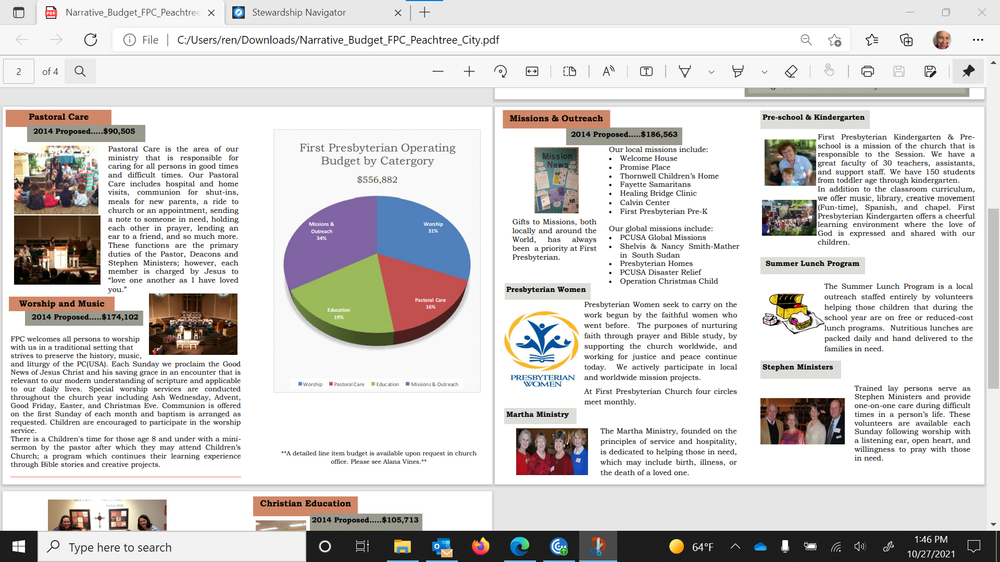 Narrative_Budget_FPC_Peachtree
Stewardship Navigator
File
C:/Users/ren/Downloads/Narrative_Budget_FPC_Peachtree_City.pdf
2 of 4
Pastoral Care
2014 Proposed.....$90,505
Pastoral Care is the area of our
ministry that is responsible for
caring for all persons in good times
and difficult times. Our Pastoral
Care includes hospital and home
visits, communion for shut-ins,
meals for new parents, a ride to
church or an appointment, sending
a note to someone in need, holding
each other in prayer, lending an
ear to a friend, and so much more.
These functions are the primary
duties of the Pastor, Deacons and
Stephen Ministers; however, each
member is charged by Jesus to
“love one another as I have loved
you.”
Worship and Music
2014 Proposed.....$174,102
FPC welcomes all persons to worship
with us in a traditional setting that
strives to preserve the history, music,
and liturgy of the PC(USA). Each Sunday we proclaim the Good
News of Jesus Christ and his saving grace in an encounter that is
relevant to our modern understanding of scripture and applicable
to our daily lives. Special worship services are conducted
throughout the church year including Ash Wednesday, Advent,
Good Friday, Easter, and Christmas Eve. Communion is offered
on the first Sunday of each month and baptism is arranged as
requested. Children are encouraged to participate in the worship
service.
There is a Children's time for those age 8 and under with a mini-
sermon by the pastor after which they may attend Children’s
Church; a program which continues their learning experience
through Bible stories and creative projects.
First Presbyterian Operating
Budget by Catergory
$556,882
Missions &
Outreach
34%
Worship
31%
Pastoral Care
16%
Education
19%
Worship Pastoral Care Education Missions & Outreach
**A detailed line item budget is available upon request in church
office. Please see Alana Vines.**
Missions & Outreach
2014 Proposed.....$186,563
Mission
News
Gifts to Missions, both
locally and around the
World, has always
been a priority at First
Presbyterian.
Our local missions include:
• Welcome House
• Promise Place
• Thornwell Children’s Home
• Fayette Samaritans
• Healing Bridge Clinic
• Calvin Center
• First Presbyterian Pre-K
Our global missions include:
• PCUSA Global Missions
• Shelvis & Nancy Smith-Mather
in South Sudan
• Presbyterian Homes
• PCUSA Disaster Relief
• Operation Christmas Child
Presbyterian Women
PRESBYTERIAN
WOMEN
Presbyterian Women seek to carry on the
work begun by the faithful women who
went before. The purposes of nurturing
faith through prayer and Bible study, by
supporting the church worldwide, and
working for justice and peace continue
today. We actively participate in local
and worldwide mission projects.
At First Presbyterian Church four circles
meet monthly.
Martha Ministry
The Martha Ministry, founded on the
principles of service and hospitality,
is dedicated to helping those in need,
which may include birth, illness, or
the death of a loved one.
Pre-school & Kindergarten
First Presbyterian Kindergarten & Pre-
school is a mission of the church that is
responsible to the Session. We have a
great faculty of 30 teachers, assistants,
and support staff. We have 150 students
from toddler age through kindergarten.
In addition to the classroom curriculum,
we offer music, library, creative movement
(Fun-time), Spanish, and chapel. First
Presbyterian Kindergarten offers a cheerful
learning environment where the love of
God is expressed and shared with our
children.
Summer Lunch Program
The Summer Lunch Program is a local
outreach staffed entirely by volunteers
helping those children that during the
school year are on free or reduced-cost
lunch programs. Nutritious lunches are
packed daily and hand delivered to the
families in need.
Stephen Ministers
Trained lay persons serve as
Stephen Ministers and provide
one-on-one care during difficult
times in a person’s life. These
volunteers are available each
Sunday following worship with
a listening ear, open heart, and
willingness to pray with those
in need.
Christian Education
2014 Proposed.....$105,713
Type here to search
64°F
1:46 PM
10/27/2021